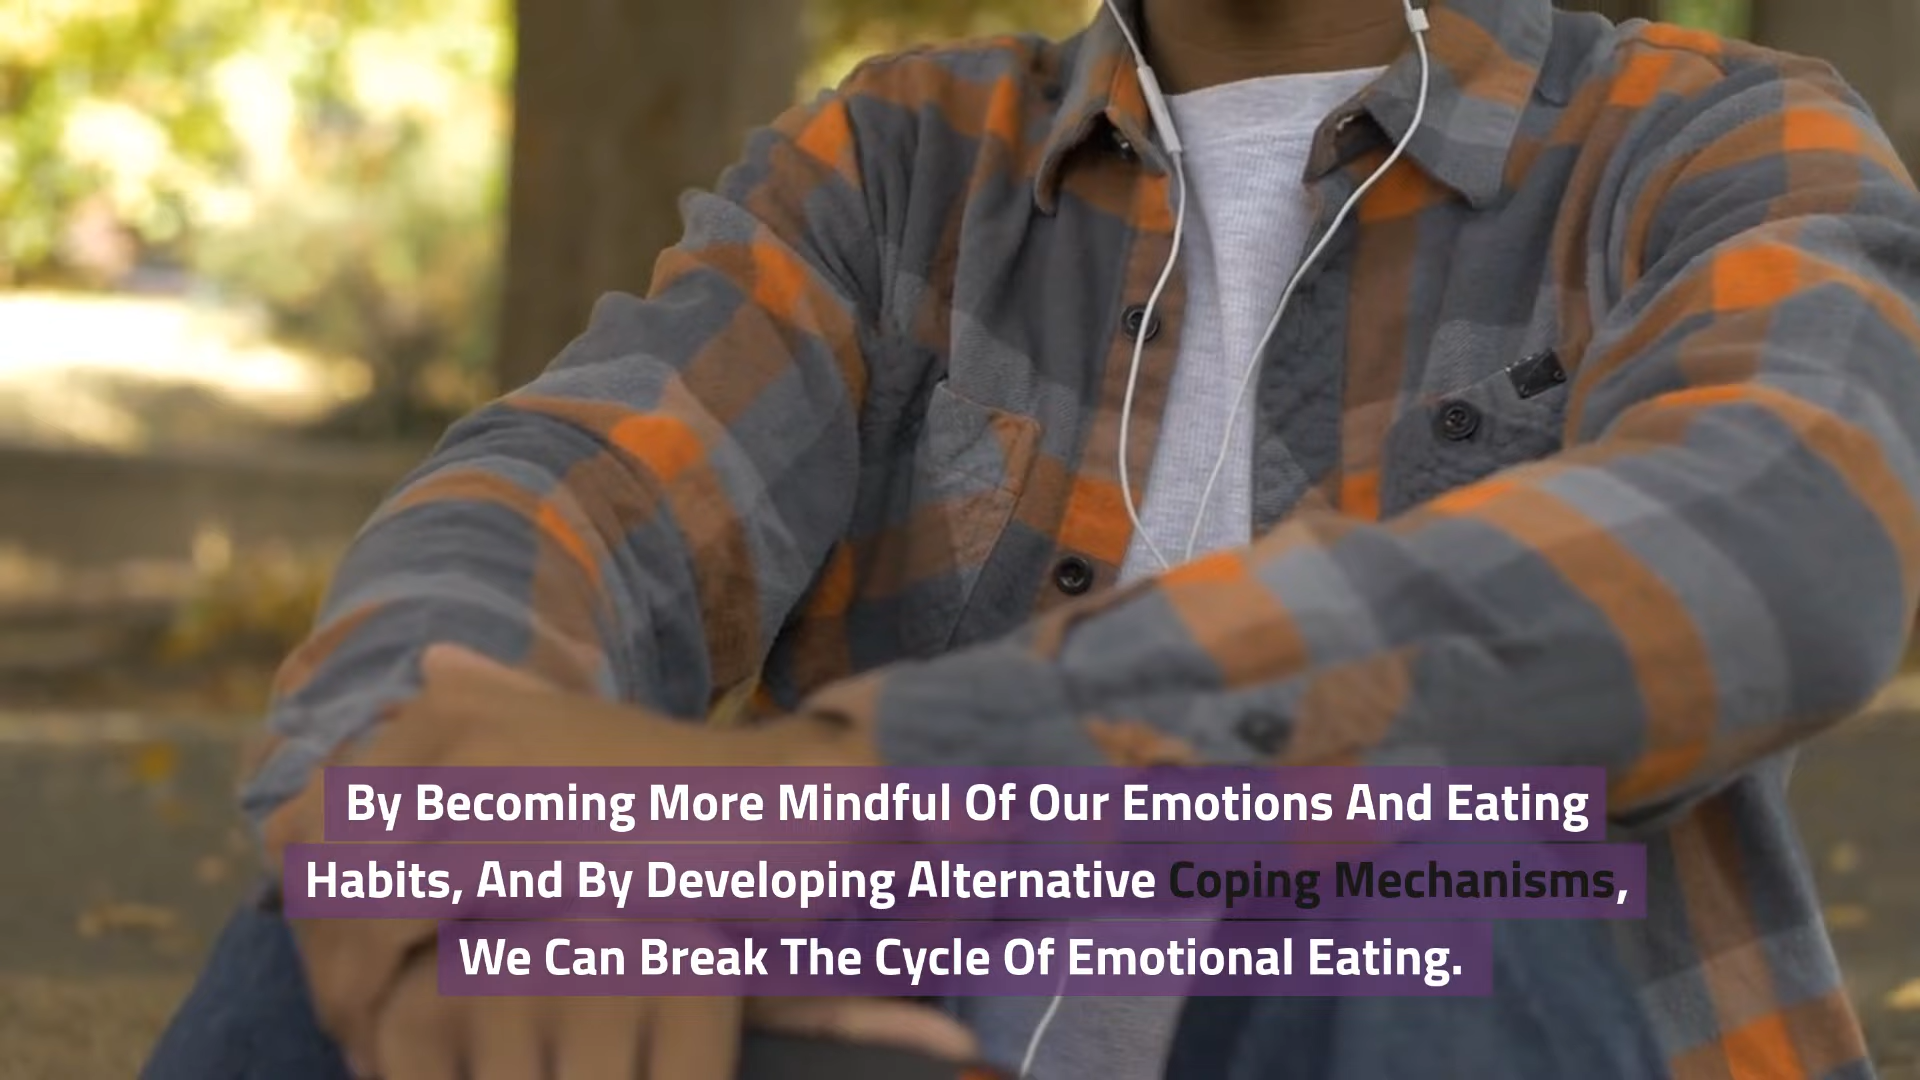 By Becoming More Mindful Of Our Emotions And Eating
Habits, And By Developing Alternative Coping Mechanisms,
We Can Break The Cycle Of Emotional Eating.